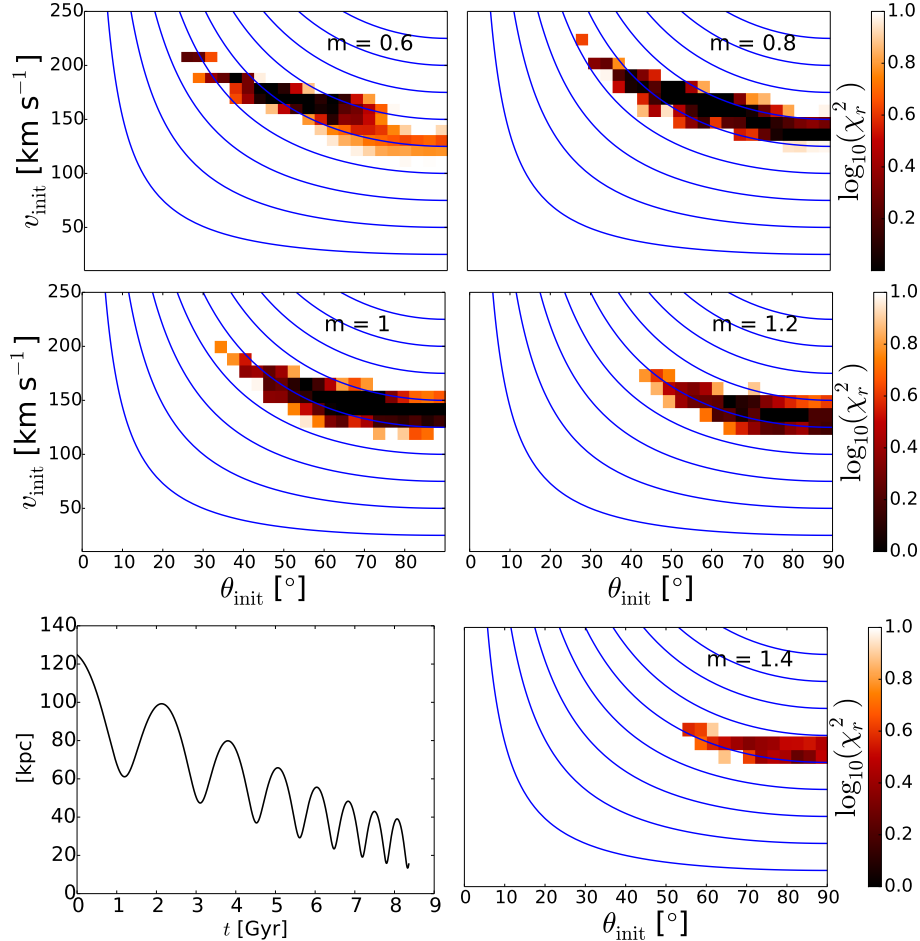 250
200
150
100
50
v_init [km s⁻¹]
m = 0.6
m = 0.8
1.0
0.8
0.6
0.4
0.2
log₁₀(χ_r²)
250
200
150
100
50
0 10 20 30 40 50 60 70 80
v_init [km s⁻¹]
θ_init [°]
m = 1
m = 1.2
0 10 20 30 40 50 60 70 80 90
θ_init [°]
1.0
0.8
0.6
0.4
0.2
0.0
log₁₀(χ_r²)
140
120
100
80
60
40
20
0
[kpc]
0 1 2 3 4 5 6 7 8 9
t [Gyr]
m = 1.4
0 10 20 30 40 50 60 70 80 90
θ_init [°]
1.0
0.8
0.6
0.4
0.2
0.0
log₁₀(χ_r²)